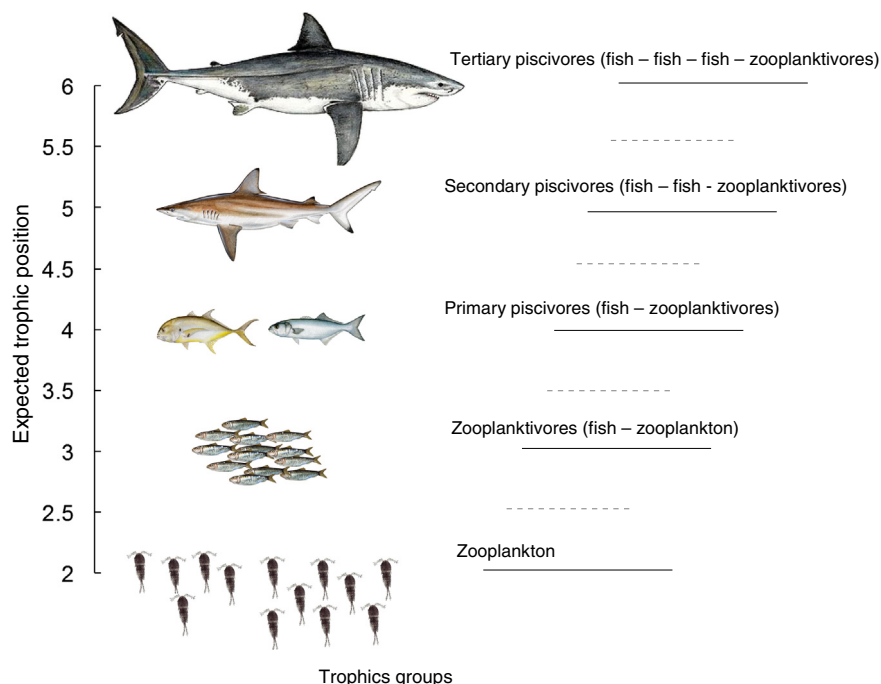 Tertiary piscivores (fish – fish – fish – zooplanktivores)
6
5.5
Secondary piscivores (fish – fish - zooplanktivores)
5
4.5
Primary piscivores (fish – zooplanktivores)
4
3.5
Zooplanktivores (fish – zooplankton)
3
2.5
Zooplankton
2
Expected trophic position
Trophics groups